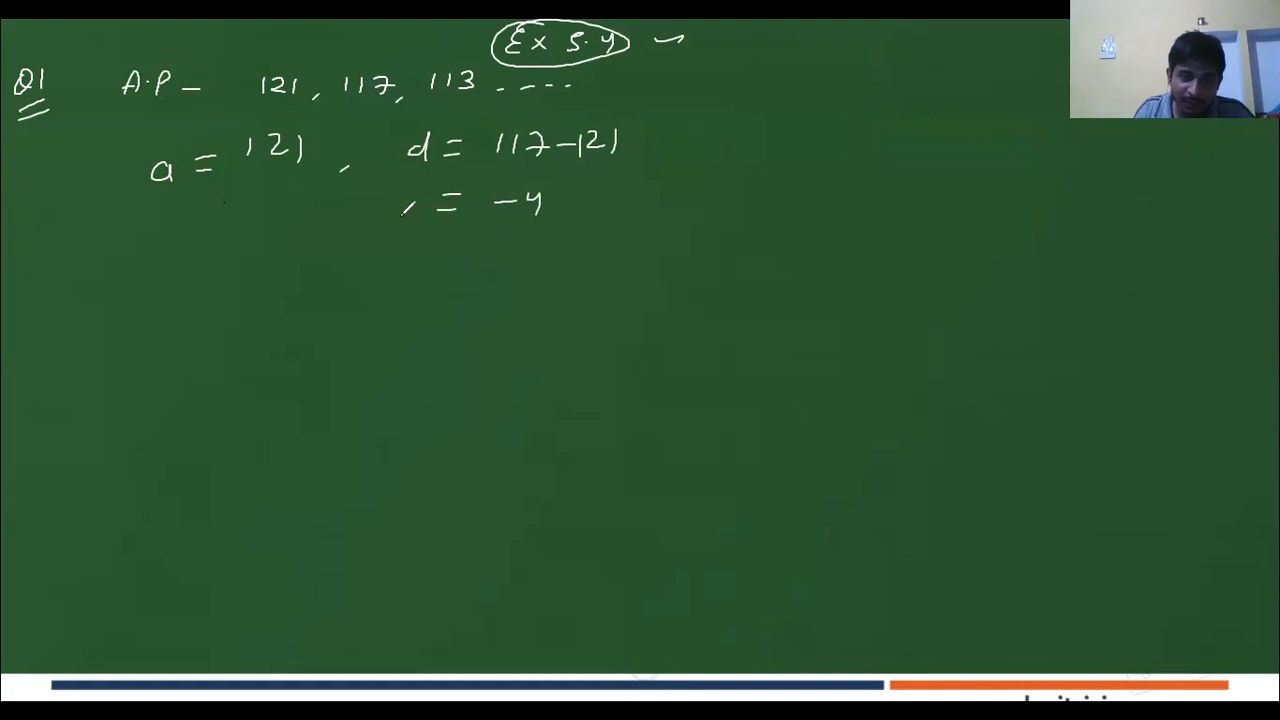 Ex 5.4
Q1 A.P - 121, 117, 113 - - - - -
a = 121, d = 117-121
= -4